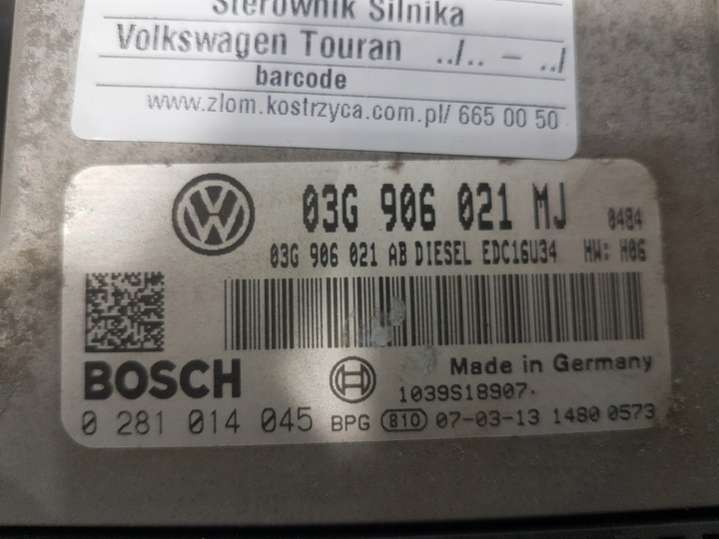 Sterownik Silnika
Volkswagen Touran ../.. - ../
barcode
www.zlom.kostrzyca.com.pl/ 665 00 50
03G 906 021 MJ 0484
03G 906 021 AB DIESEL EDC16U34 HW: H06
BOSCH
Made in Germany
1039S18907
0 281 014 045 BPG 810 07-03-13 1480 0573